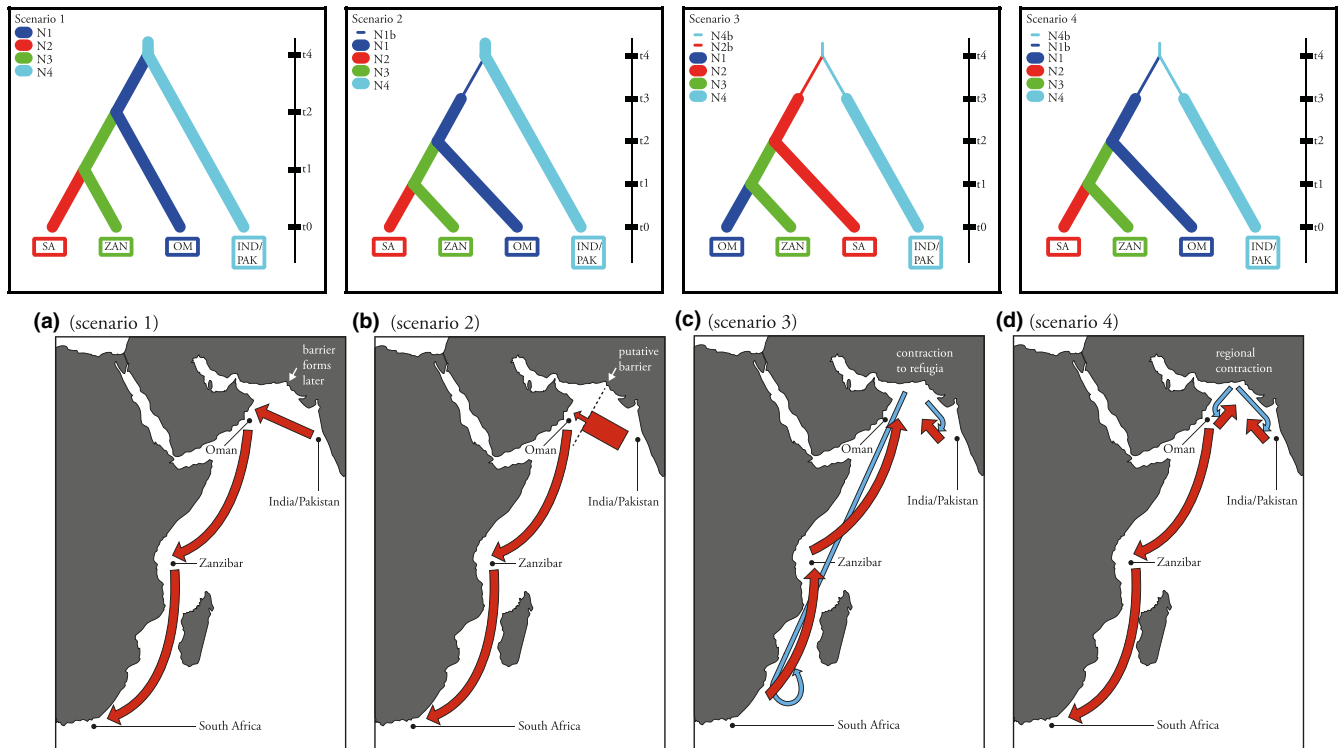 Scenario 1
N1
N2
N3
N4
t4
t2
t1
t0
SA
ZAN
OM
IND/
PAK
Scenario 2
N1b
N1
N2
N3
N4
t4
t3
t2
t1
t0
SA
ZAN
OM
IND/
PAK
Scenario 3
N4b
N2b
N1
N2
N3
N4
t4
t3
t2
t1
t0
OM
ZAN
SA
IND/
PAK
Scenario 4
N4b
N1b
N1
N2
N3
N4
t4
t3
t2
t1
t0
SA
ZAN
OM
IND/
PAK
(a) (scenario 1)
barrier
forms
later
Oman
India/Pakistan
Zanzibar
South Africa
(b) (scenario 2)
putative
barrier
Oman
India/Pakistan
Zanzibar
South Africa
(c) (scenario 3)
contraction
to refugia
Oman
India/Pakistan
Zanzibar
South Africa
(d) (scenario 4)
regional
contraction
Oman
India/Pakistan
Zanzibar
South Africa